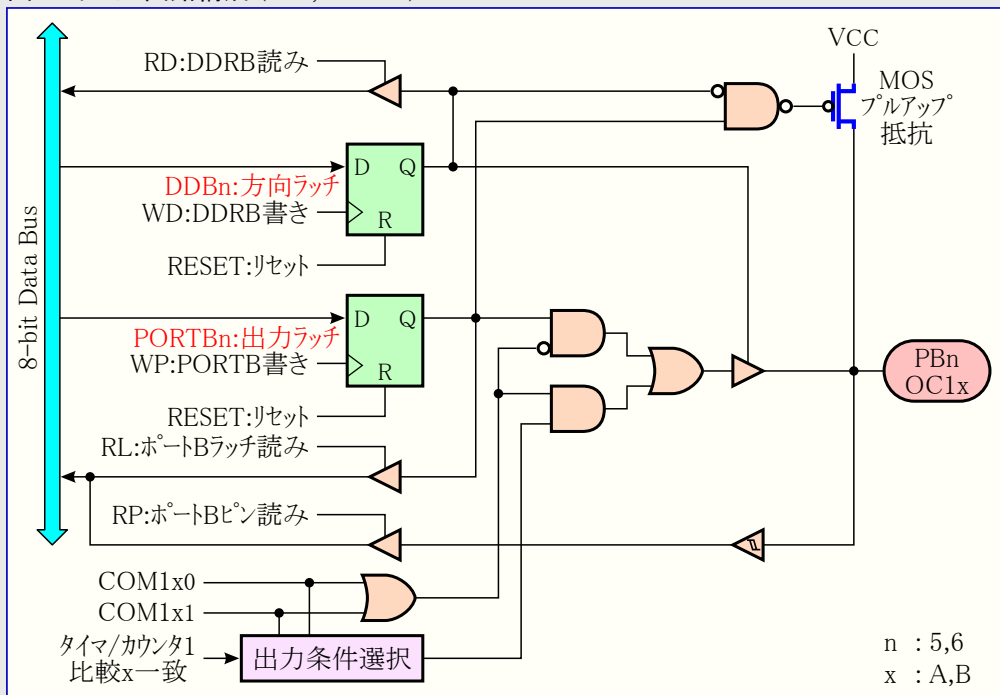 VCC
RD:DDRB読み
MOS
プルアップ
抵抗
D Q
DDBn:方向ラッチ
WD:DDRB書き
R
RESET:リセット
8-bit Data Bus
D Q
PORTBn:出力ラッチ
WP:PORTB書き
R
PBn
OC1x
RESET:リセット
RL:ポートBラッチ読み
RP:ポートBピン読み
COM1x0
COM1x1
タイマ/カウンタ1
比較x一致
出力条件選択
n : 5,6
x : A,B